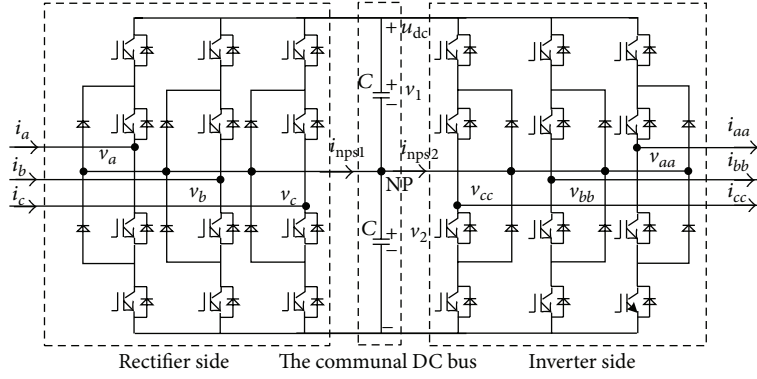 +
u_dc
C
+
v_1
−
i_a
v_a
i_nps1
i_nps2
v_aa
i_aa
i_b
v_b
NP
v_bb
i_bb
i_c
v_c
v_cc
i_cc
C
+
v_2
−
−
Rectifier side
The communal DC bus
Inverter side